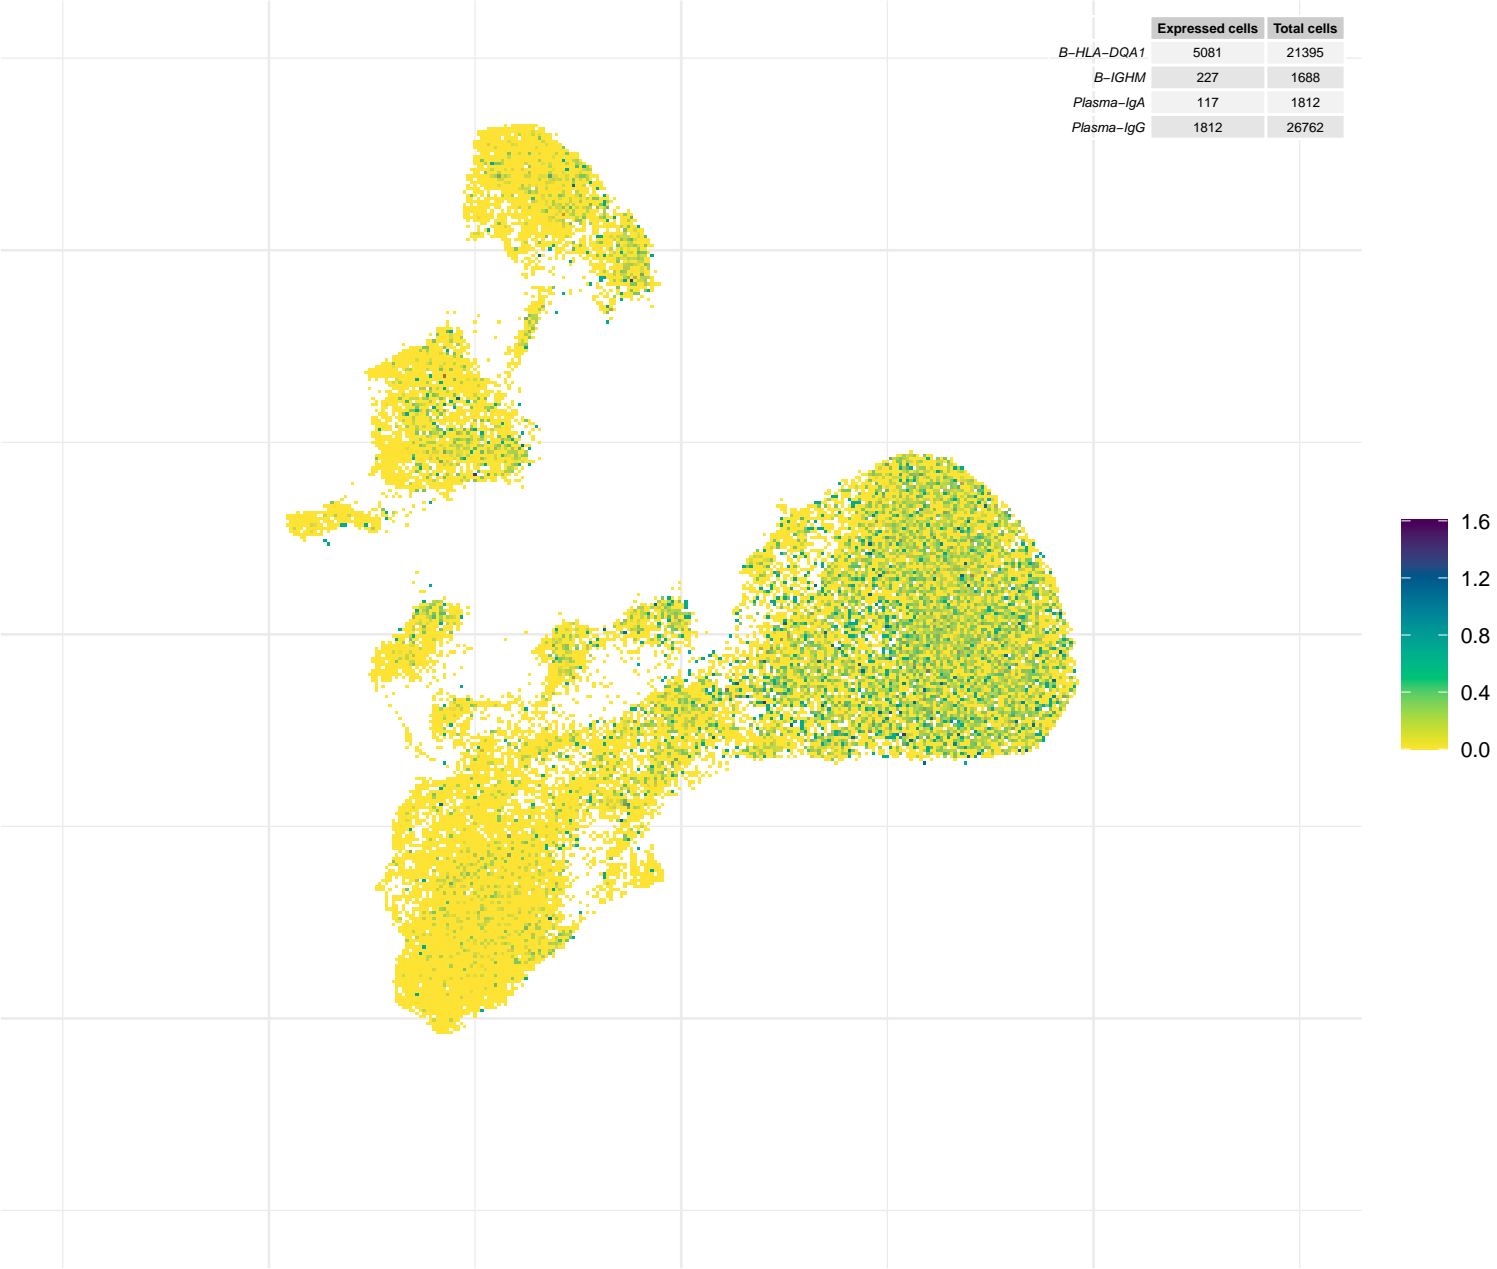 Expressed cells Total cells
B−HLA−DQA1 5081 21395
B−IGHM 227 1688
Plasma−IgA 117 1812
Plasma−IgG 1812 26762
1.6
1.2
0.8
0.4
0.0